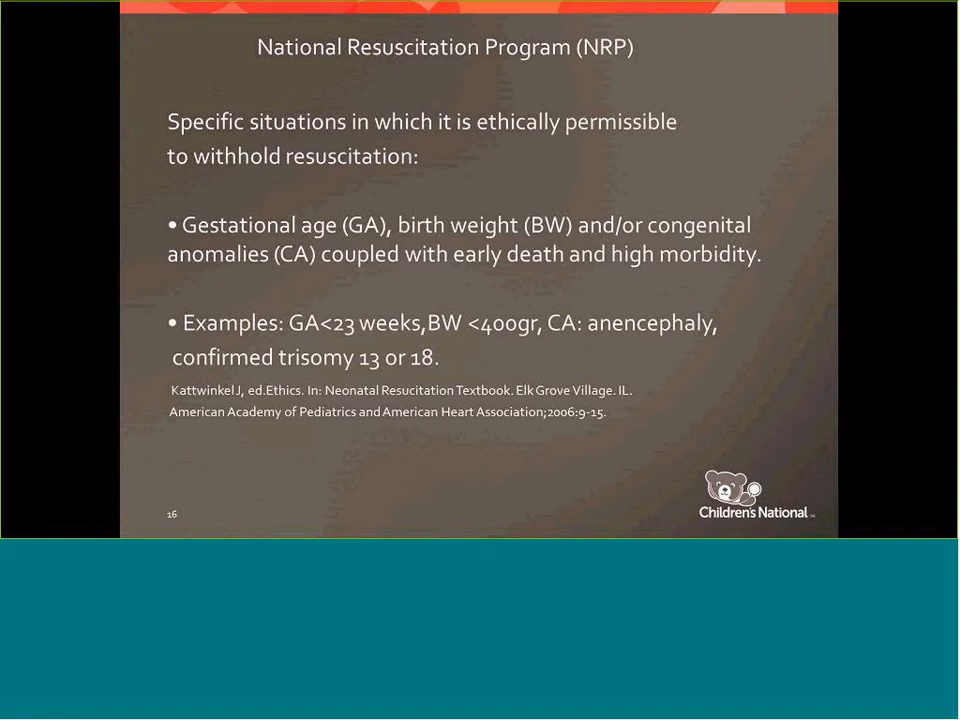 National Resuscitation Program (NRP)
Specific situations in which it is ethically permissible
to withhold resuscitation:
• Gestational age (GA), birth weight (BW) and/or congenital
anomalies (CA) coupled with early death and high morbidity.
• Examples: GA<23 weeks,BW <400gr, CA: anencephaly,
confirmed trisomy 13 or 18.
Kattwinkel J, ed.Ethics. In: Neonatal Resucitation Textbook. Elk Grove Village. IL.
American Academy of Pediatrics and American Heart Association;2006:9-15.
16
Children's National™